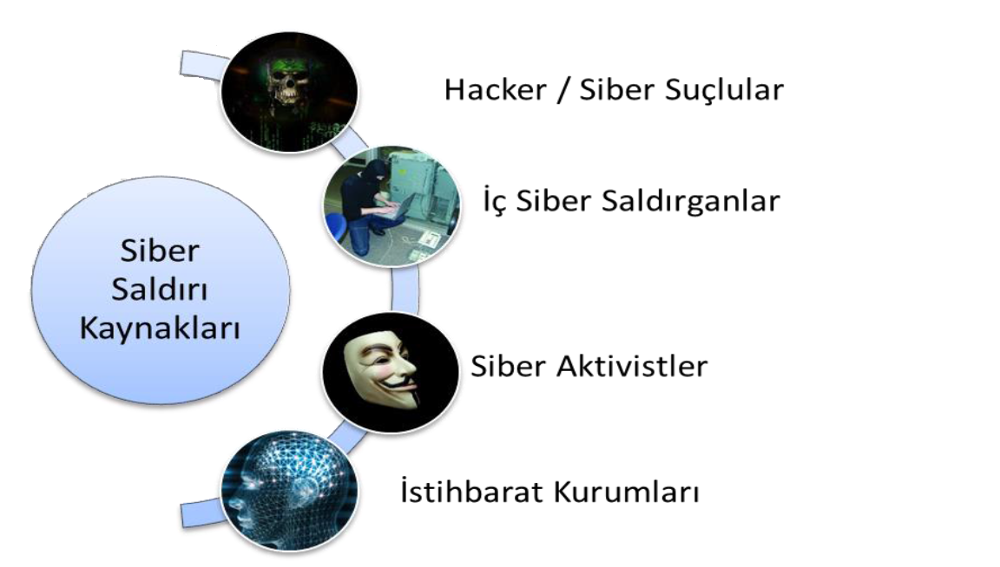 Hacker / Siber Suçlular
İç Siber Saldırganlar
Siber
Saldırı
Kaynakları
Siber Aktivistler
İstihbarat Kurumları